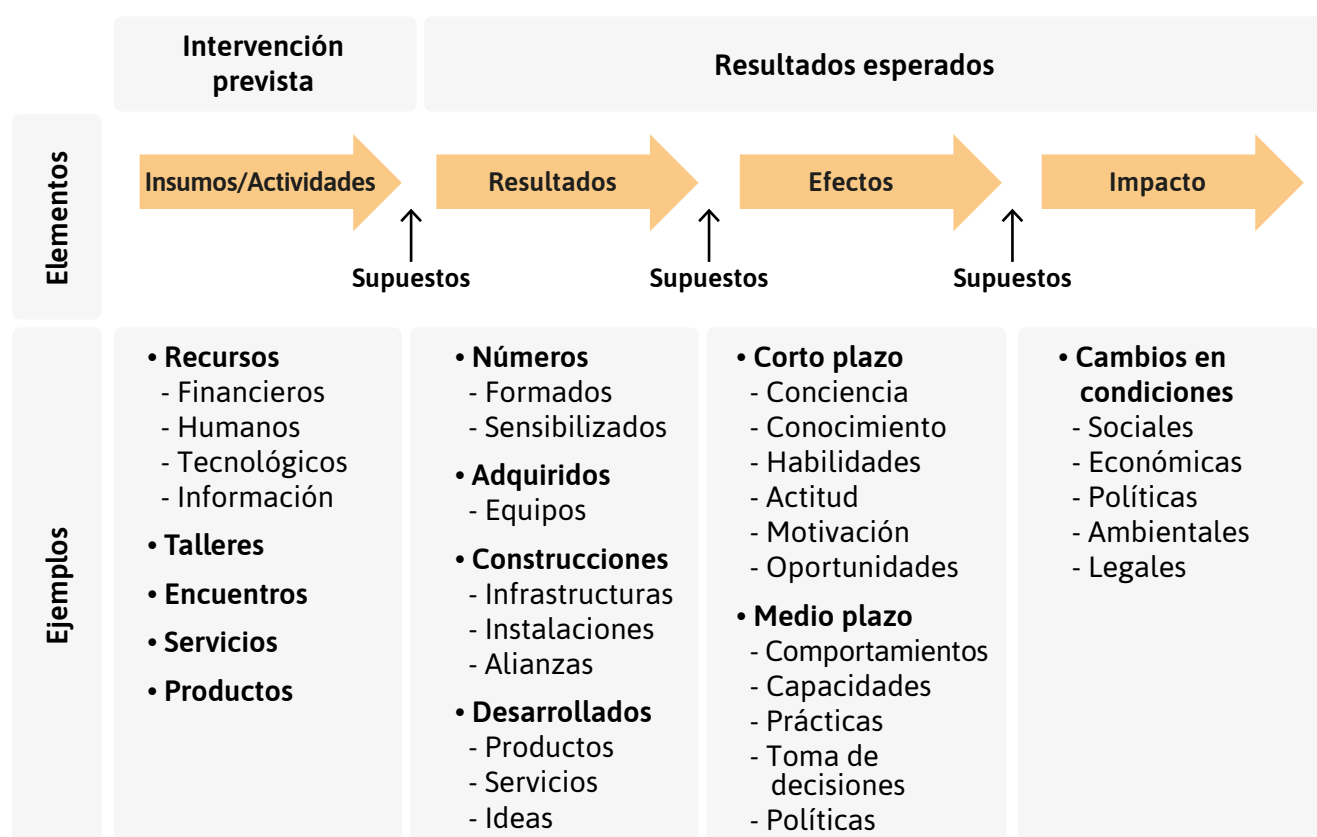 Intervención
prevista
Resultados esperados
Elementos
Insumos/Actividades
Resultados
Efectos
Impacto
Supuestos
Supuestos
Supuestos
Ejemplos
• Recursos
- Financieros
- Humanos
- Tecnológicos
- Información
• Talleres
• Encuentros
• Servicios
• Productos
• Números
- Formados
- Sensibilizados
• Adquiridos
- Equipos
• Construcciones
- Infrastructuras
- Instalaciones
- Alianzas
• Desarrollados
- Productos
- Servicios
- Ideas
• Corto plazo
- Conciencia
- Conocimiento
- Habilidades
- Actitud
- Motivación
- Oportunidades
• Medio plazo
- Comportamientos
- Capacidades
- Prácticas
- Toma de
decisiones
- Políticas
• Cambios en
condiciones
- Sociales
- Económicas
- Políticas
- Ambientales
- Legales